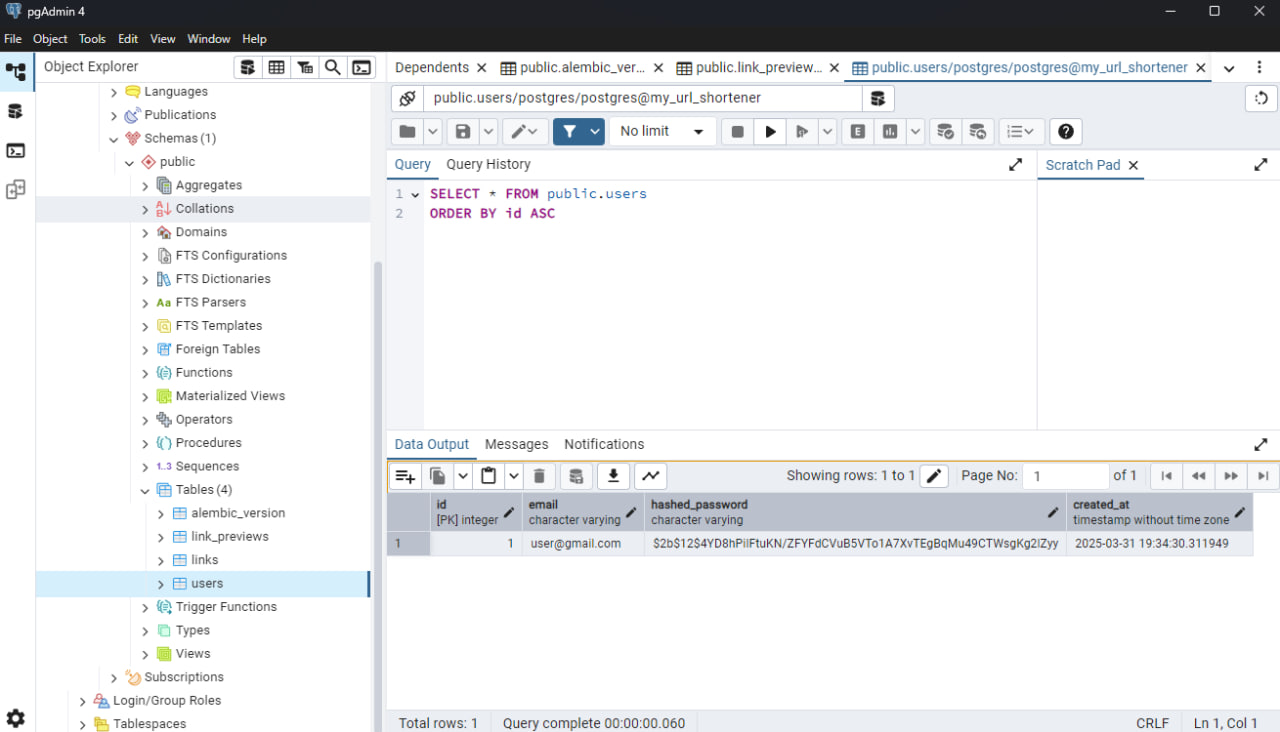 pgAdmin 4
File Object Tools Edit View Window Help
Object Explorer
Languages
Publications
Schemas (1)
public
Aggregates
Collations
Domains
FTS Configurations
FTS Dictionaries
Aa FTS Parsers
FTS Templates
Foreign Tables
Functions
Materialized Views
Operators
Procedures
1..3 Sequences
Tables (4)
alembic_version
link_previews
links
users
Trigger Functions
Types
Views
Subscriptions
Login/Group Roles
Tablespaces
Dependents public.alembic_ver... public.link_preview... public.users/postgres/postgres@my_url_shortener
public.users/postgres/postgres@my_url_shortener
No limit
Query Query History
Scratch Pad
1 SELECT * FROM public.users
2 ORDER BY id ASC
Data Output Messages Notifications
Showing rows: 1 to 1 Page No: 1 of 1
id email hashed_password created_at
[PK] integer character varying character varying timestamp without time zone
1 1 user@gmail.com $2b$12$4YD8hPiIFtuKN/ZFYFdCVuB5VTo1A7XvTEgBqMu49CTWsgKg2IZyy 2025-03-31 19:34:30.311949
Total rows: 1 Query complete 00:00:00.060 CRLF Ln 1, Col 1